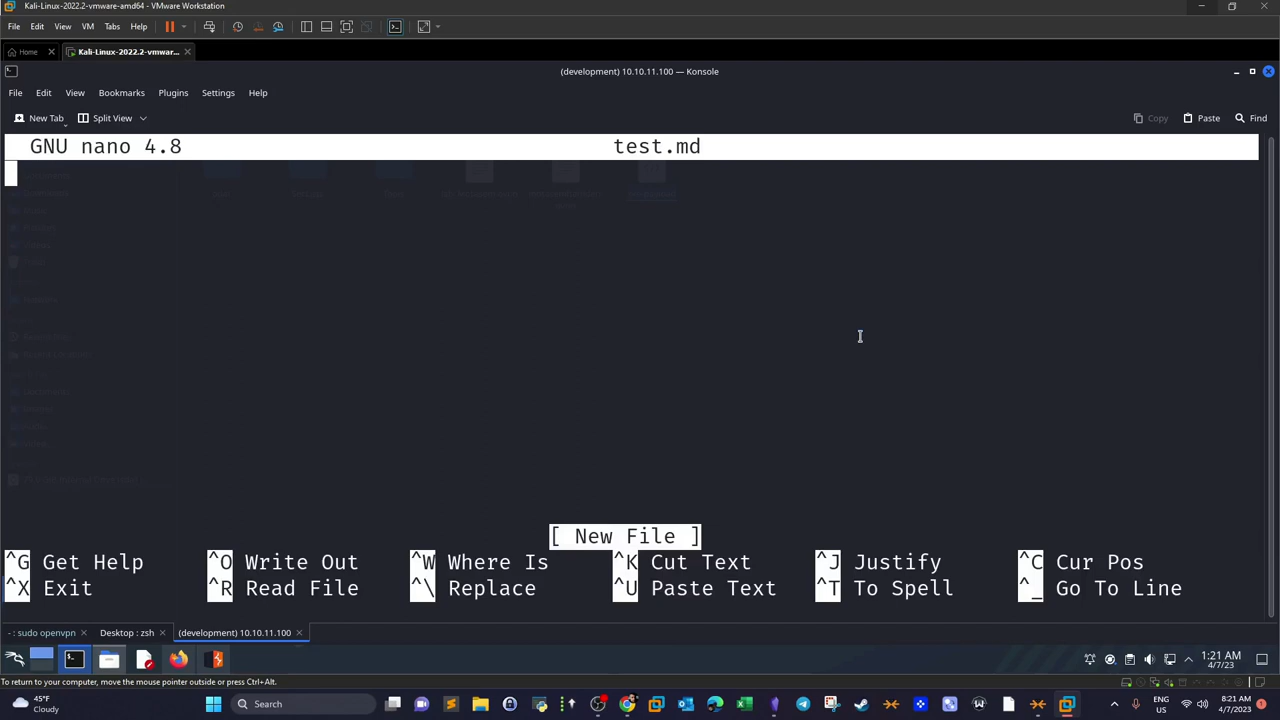 Kali-Linux-2022.2-vmware-amd64 - VMware Workstation
File Edit View VM Tabs Help
Home Kali-Linux-2022.2-vmwar...
(development) 10.10.11.100 — Konsole
File Edit View Bookmarks Plugins Settings Help
New Tab Split View Copy Paste Find
GNU nano 4.8 test.md
[ New File ]
^G Get Help ^O Write Out ^W Where Is ^K Cut Text ^J Justify ^C Cur Pos
^X Exit ^R Read File ^\ Replace ^U Paste Text ^T To Spell ^_ Go To Line
- : sudo openvpn Desktop : zsh (development) 10.10.11.100
1:21 AM
4/7/23
To return to your computer, move the mouse pointer outside or press Ctrl+Alt.
45°F
Cloudy
Search
ENG
US
8:21 AM
4/7/2023